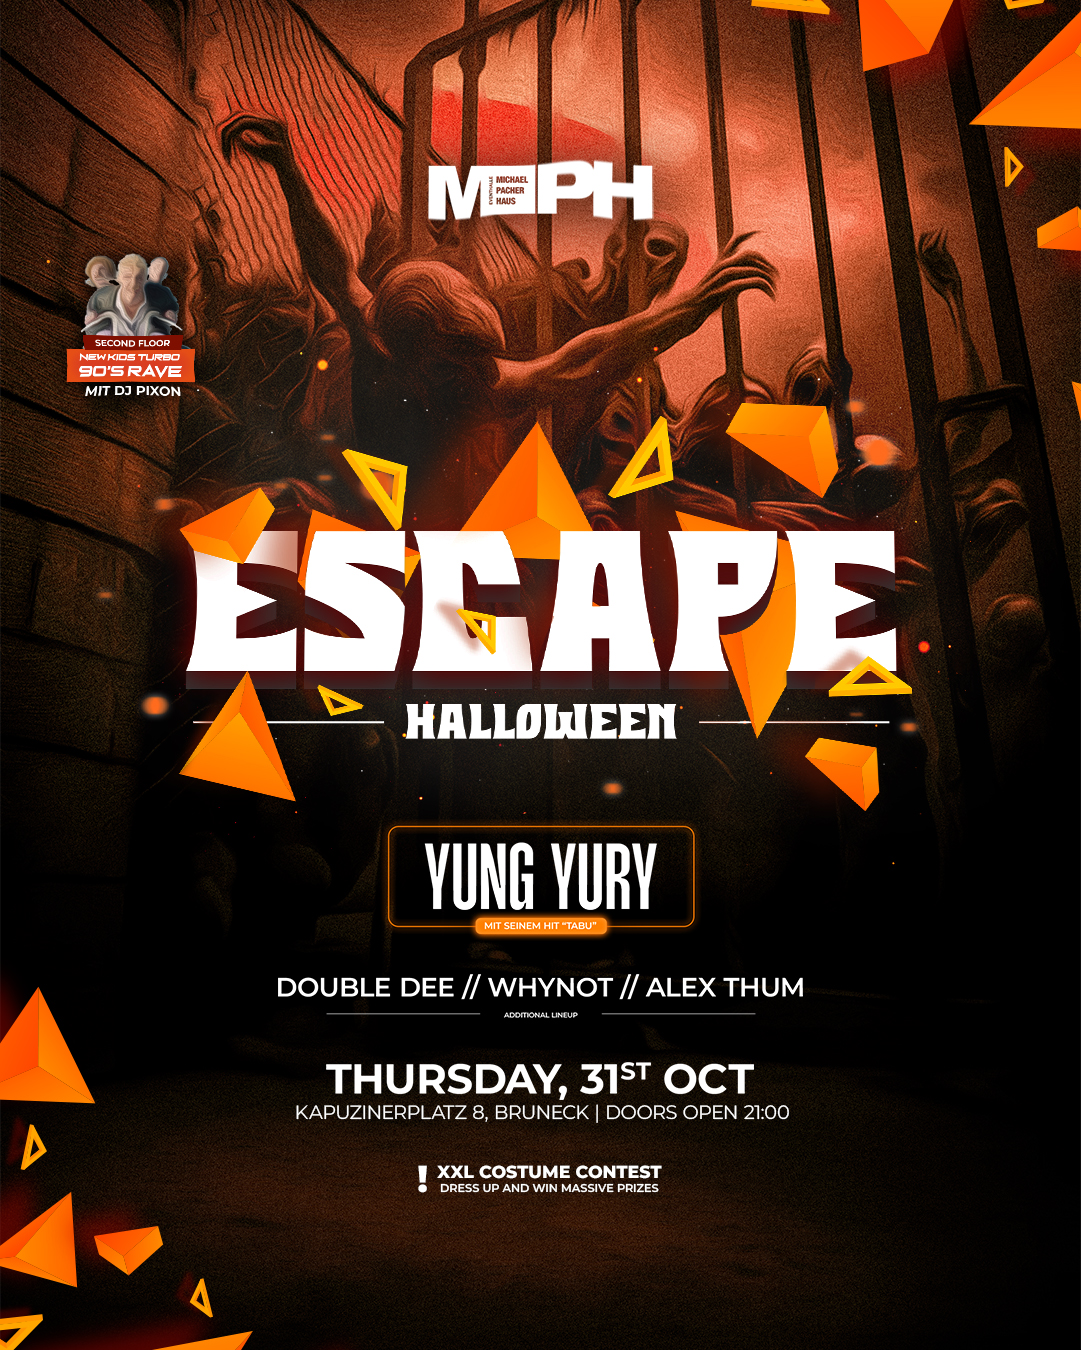 MPH
EVENTHALLE
MICHAEL
PACHER
HAUS
SECOND FLOOR
NEW KIDS TURBO
90'S RAVE
MIT DJ PIXON
ESCAPE
HALLOWEEN
YUNG YURY
MIT SEINEM HIT "TABU"
DOUBLE DEE // WHYNOT // ALEX THUM
ADDITIONAL LINEUP
THURSDAY, 31ST OCT
KAPUZINERPLATZ 8, BRUNECK | DOORS OPEN 21:00
! XXL COSTUME CONTEST
DRESS UP AND WIN MASSIVE PRIZES